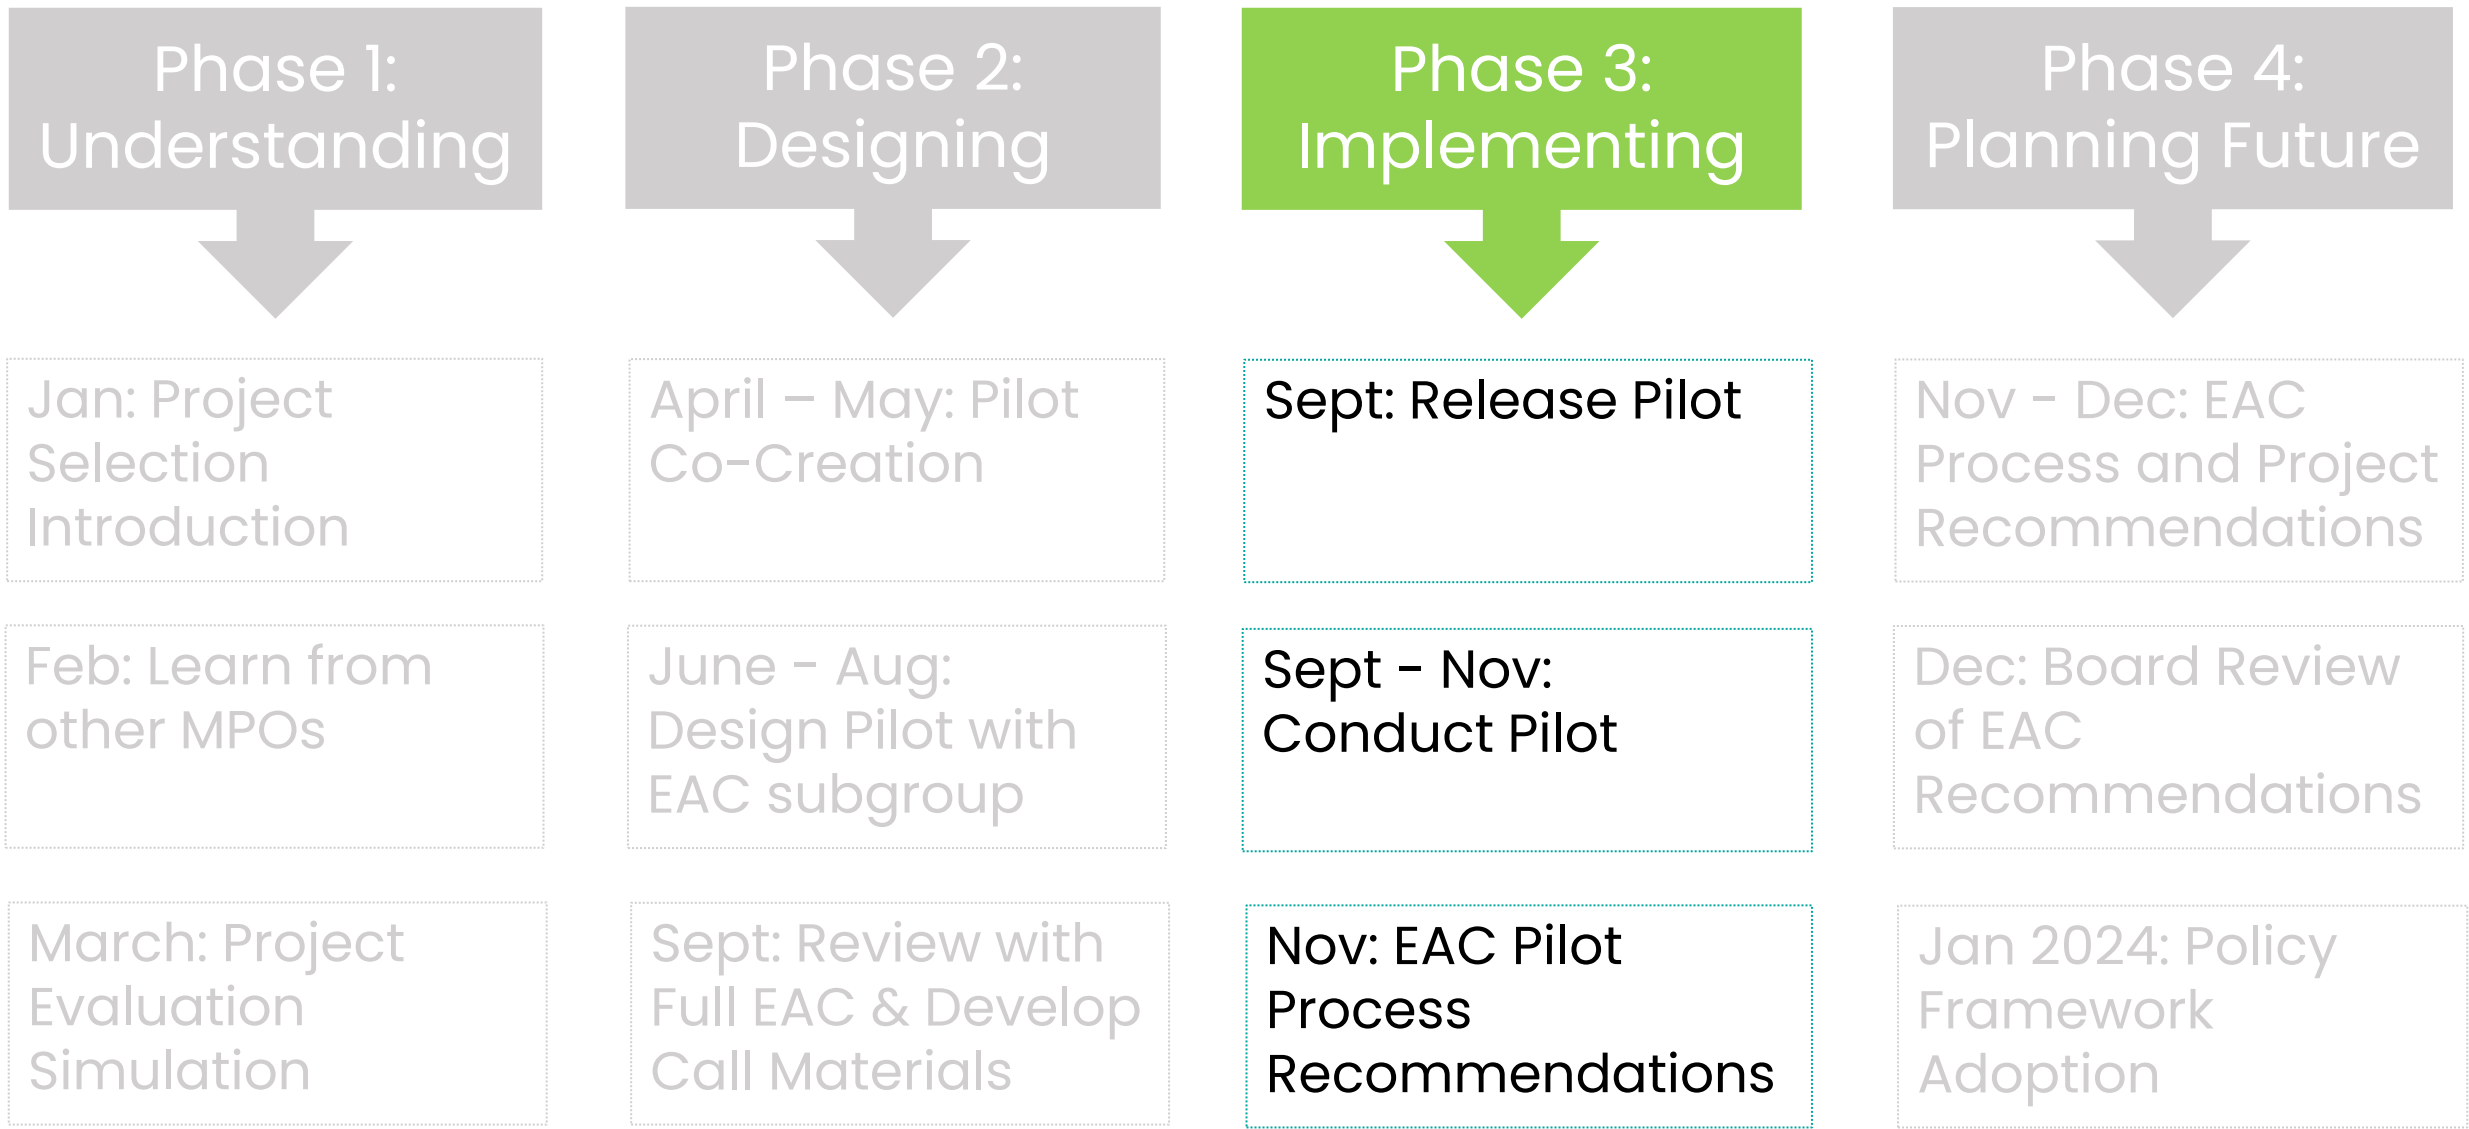 Phase 1:
Understanding
Jan: Project
Selection
Introduction
Feb: Learn from
other MPOs
March: Project
Evaluation
Simulation
Phase 2:
Designing
April – May: Pilot
Co-Creation
June - Aug:
Design Pilot with
EAC subgroup
Sept: Review with
Full EAC & Develop
Call Materials
Phase 3:
Implementing
Sept: Release Pilot
Sept - Nov:
Conduct Pilot
Nov: EAC Pilot
Process
Recommendations
Phase 4:
Planning Future
Nov - Dec: EAC
Process and Project
Recommendations
Dec: Board Review
of EAC
Recommendations
Jan 2024: Policy
Framework
Adoption